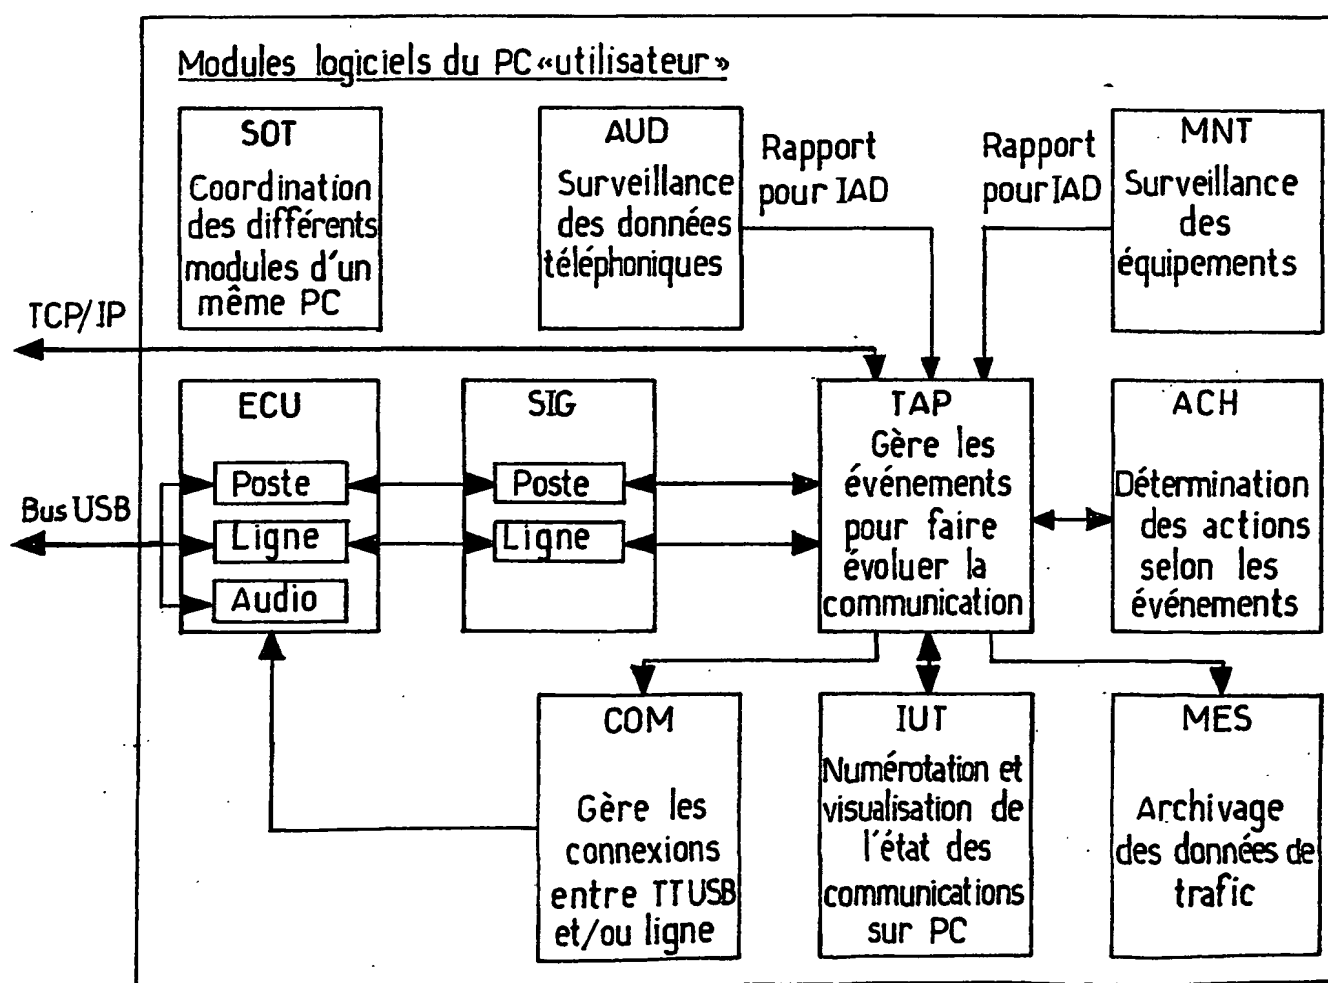 Modules logiciels du PC «utilisateur»
SOT
Coordination
des différents
modules d'un
même PC
AUD
Surveillance
des données
téléphoniques
Rapport
pour IAD
Rapport
pour IAD
MNT
Surveillance
des
équipements
TCP/IP
Bus USB
ECU
Poste
Ligne
Audio
SIG
Poste
Ligne
TAP
Gère les
événements
pour faire
évoluer la
communication
ACH
Détermination
des actions
selon les
événements
COM
Gère les
connexions
entre TTUSB
et/ou ligne
IUT
Numérotation et
visualisation de
l'état des
communications
sur PC
MES
Archivage
des données de
trafic